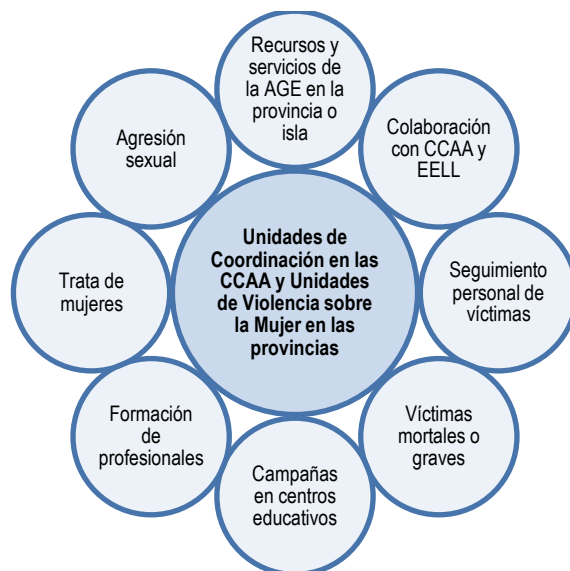 Recursos y
servicios de
la AGE en la
provincia o
isla
Colaboración
con CCAA y
EELL
Seguimiento
personal de
víctimas
Víctimas
mortales o
graves
Campañas
en centros
educativos
Formación
de
profesionales
Trata de
mujeres
Agresión
sexual
Unidades de
Coordinación en las
CCAA y Unidades
de Violencia sobre
la Mujer en las
provincias